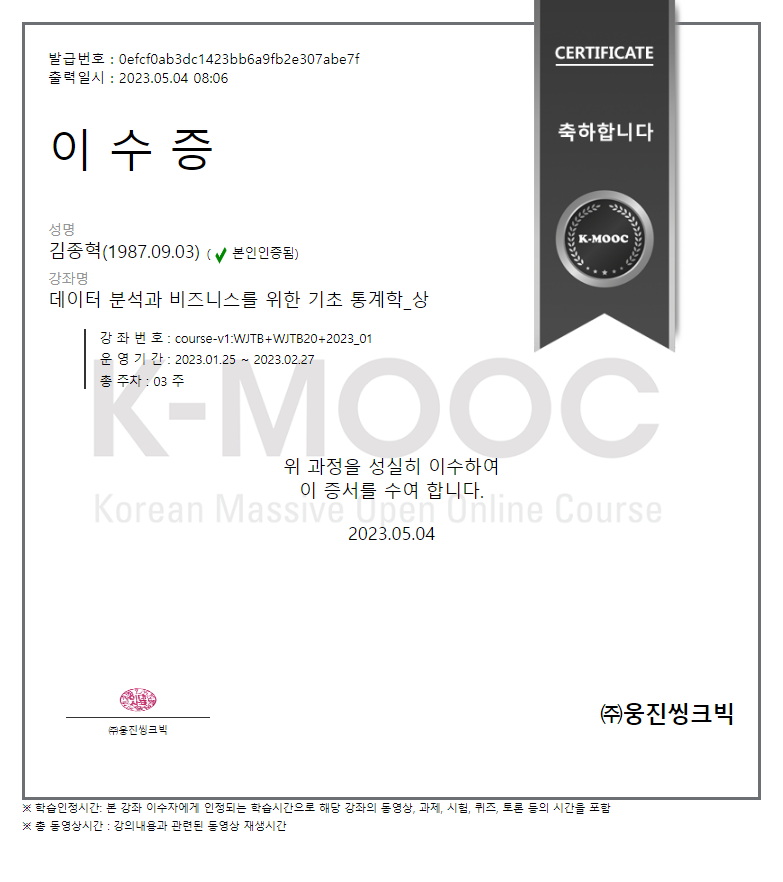 발급번호 : 0efcf0ab3dc1423bb6a9fb2e307abe7f
출력일시 : 2023.05.04 08:06
CERTIFICATE
축하합니다
K-MOOC
이 수 증
성명
김종혁(1987.09.03) ( ✔ 본인인증됨)
강좌명
데이터 분석과 비즈니스를 위한 기초 통계학_상
강 좌 번 호 : course-v1:WJTB+WJTB20+2023_01
운 영 기 간 : 2023.01.25 ~ 2023.02.27
총 주차 : 03 주
K-MOOC
위 과정을 성실히 이수하여
이 증서를 수여 합니다.
Korean Massive Open Online Course
2023.05.04
㈜웅진씽크빅
㈜웅진씽크빅
※ 학습인정시간: 본 강좌 이수자에게 인정되는 학습시간으로 해당 강좌의 동영상, 과제, 시험, 퀴즈, 토론 등의 시간을 포함
※ 총 동영상시간 : 강의내용과 관련된 동영상 재생시간